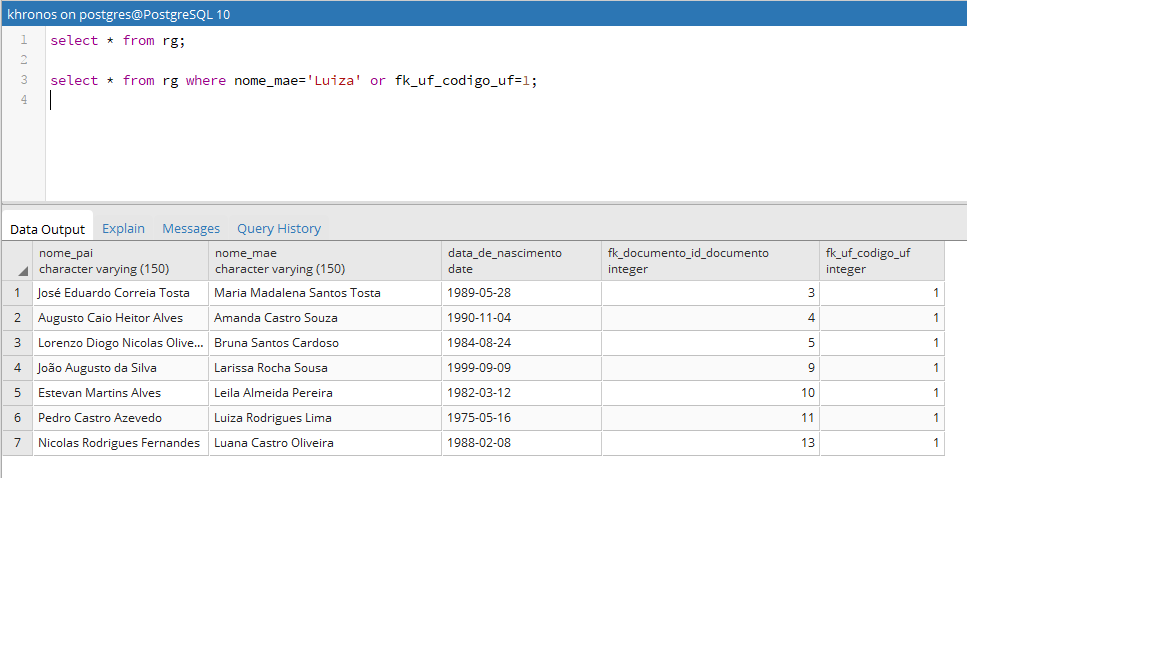 khronos on postgres@PostgreSQL 10
1 select * from rg;
2
3 select * from rg where nome_mae='Luiza' or fk_uf_codigo_uf=1;
4
Data Output Explain Messages Query History
nome_pai nome_mae data_de_nascimento fk_documento_id_documento fk_uf_codigo_uf
character varying (150) character varying (150) date integer integer
1 José Eduardo Correia Tosta Maria Madalena Santos Tosta 1989-05-28 3 1
2 Augusto Caio Heitor Alves Amanda Castro Souza 1990-11-04 4 1
3 Lorenzo Diogo Nicolas Olive... Bruna Santos Cardoso 1984-08-24 5 1
4 João Augusto da Silva Larissa Rocha Sousa 1999-09-09 9 1
5 Estevan Martins Alves Leila Almeida Pereira 1982-03-12 10 1
6 Pedro Castro Azevedo Luiza Rodrigues Lima 1975-05-16 11 1
7 Nicolas Rodrigues Fernandes Luana Castro Oliveira 1988-02-08 13 1